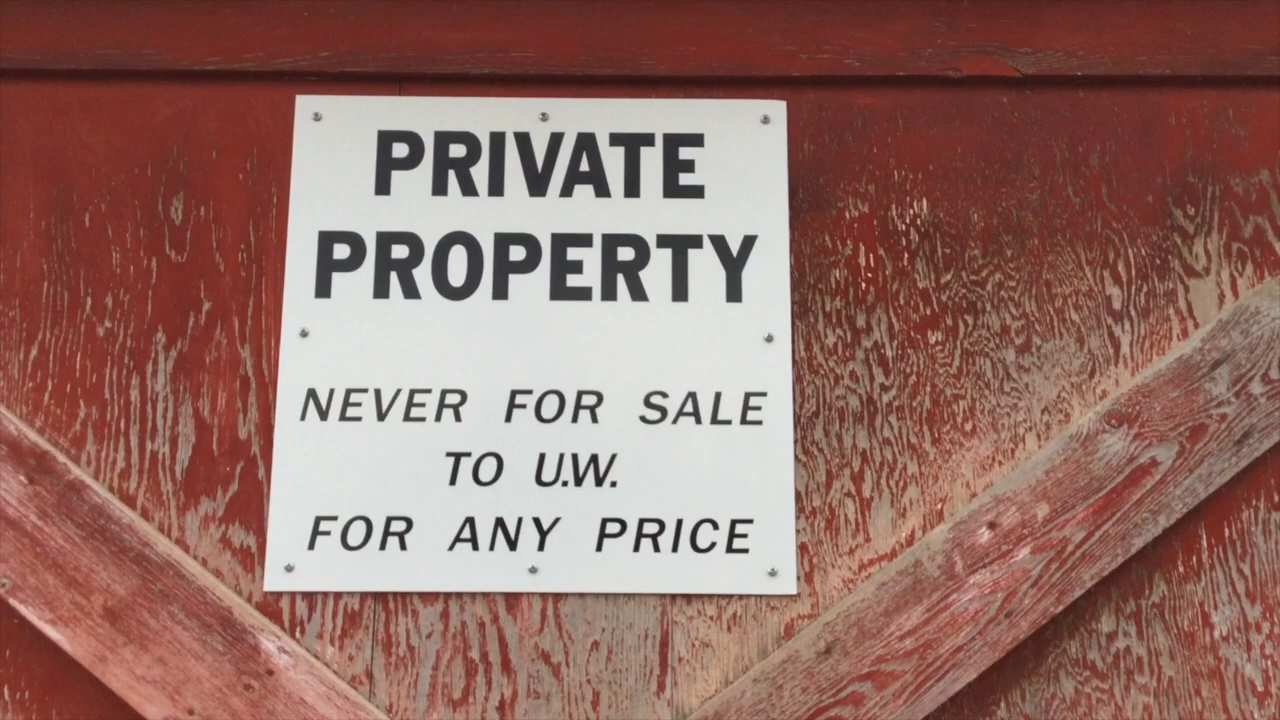 PRIVATE
PROPERTY
NEVER FOR SALE
TO U.W.
FOR ANY PRICE